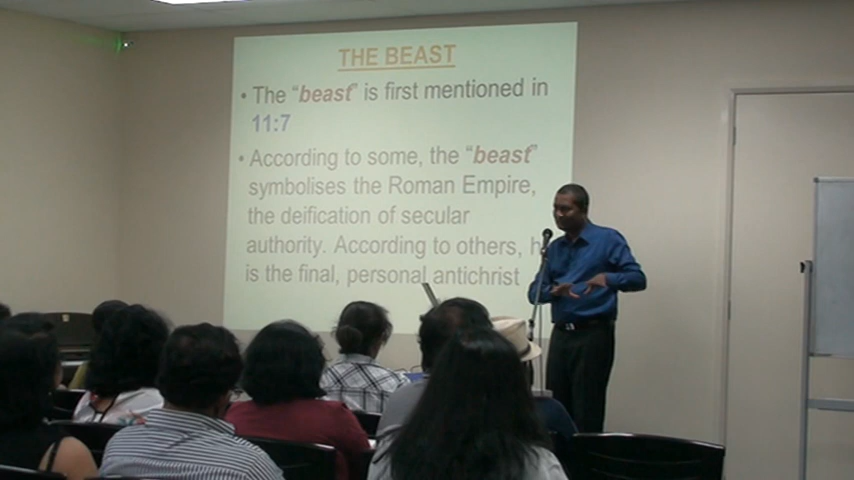 THE BEAST
• The "beast" is first mentioned in
11:7
• According to some, the "beast"
symbolises the Roman Empire,
the deification of secular
authority. According to others,
is the final, personal antichrist